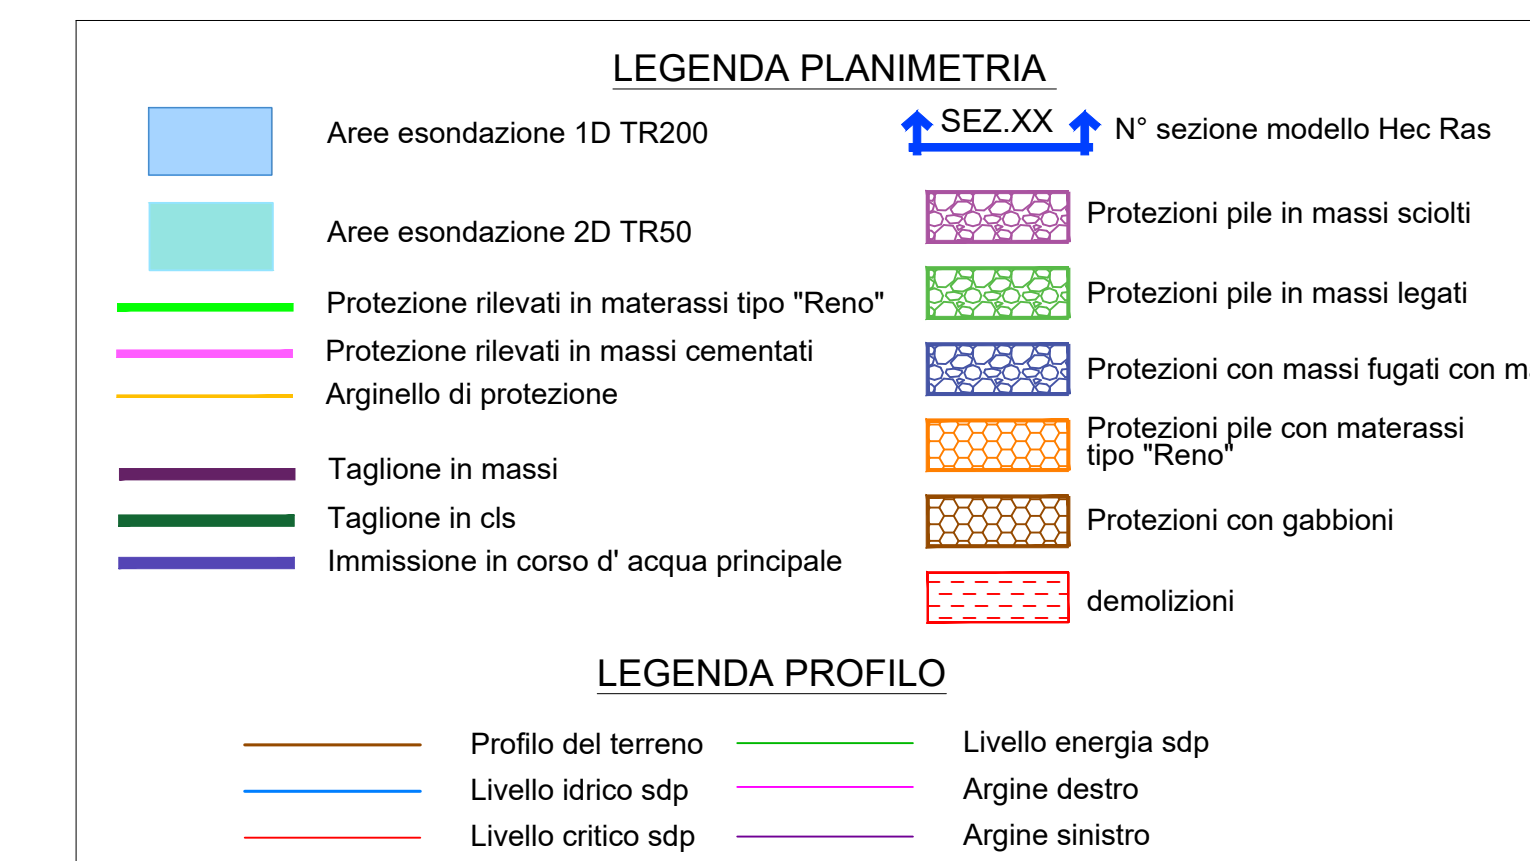 LEGENDA PLANIMETRIA
Aree esondazione 1D TR200
Aree esondazione 2D TR50
Protezione rilevati in materassi tipo "Reno"
Protezione rilevati in massi cementati
Arginello di protezione
Taglione in massi
Taglione in cls
Immissione in corso d' acqua principale
SEZ.XX
N° sezione modello Hec Ras
Protezioni pile in massi sciolti
Protezioni pile in massi legati
Protezioni con massi fugati con
Protezioni pile con materassi
tipo "Reno"
Protezioni con gabbioni
demolizioni
LEGENDA PROFILO
Profilo del terreno
Livello idrico sdp
Livello critico sdp
Livello energia sdp
Argine destro
Argine sinistro